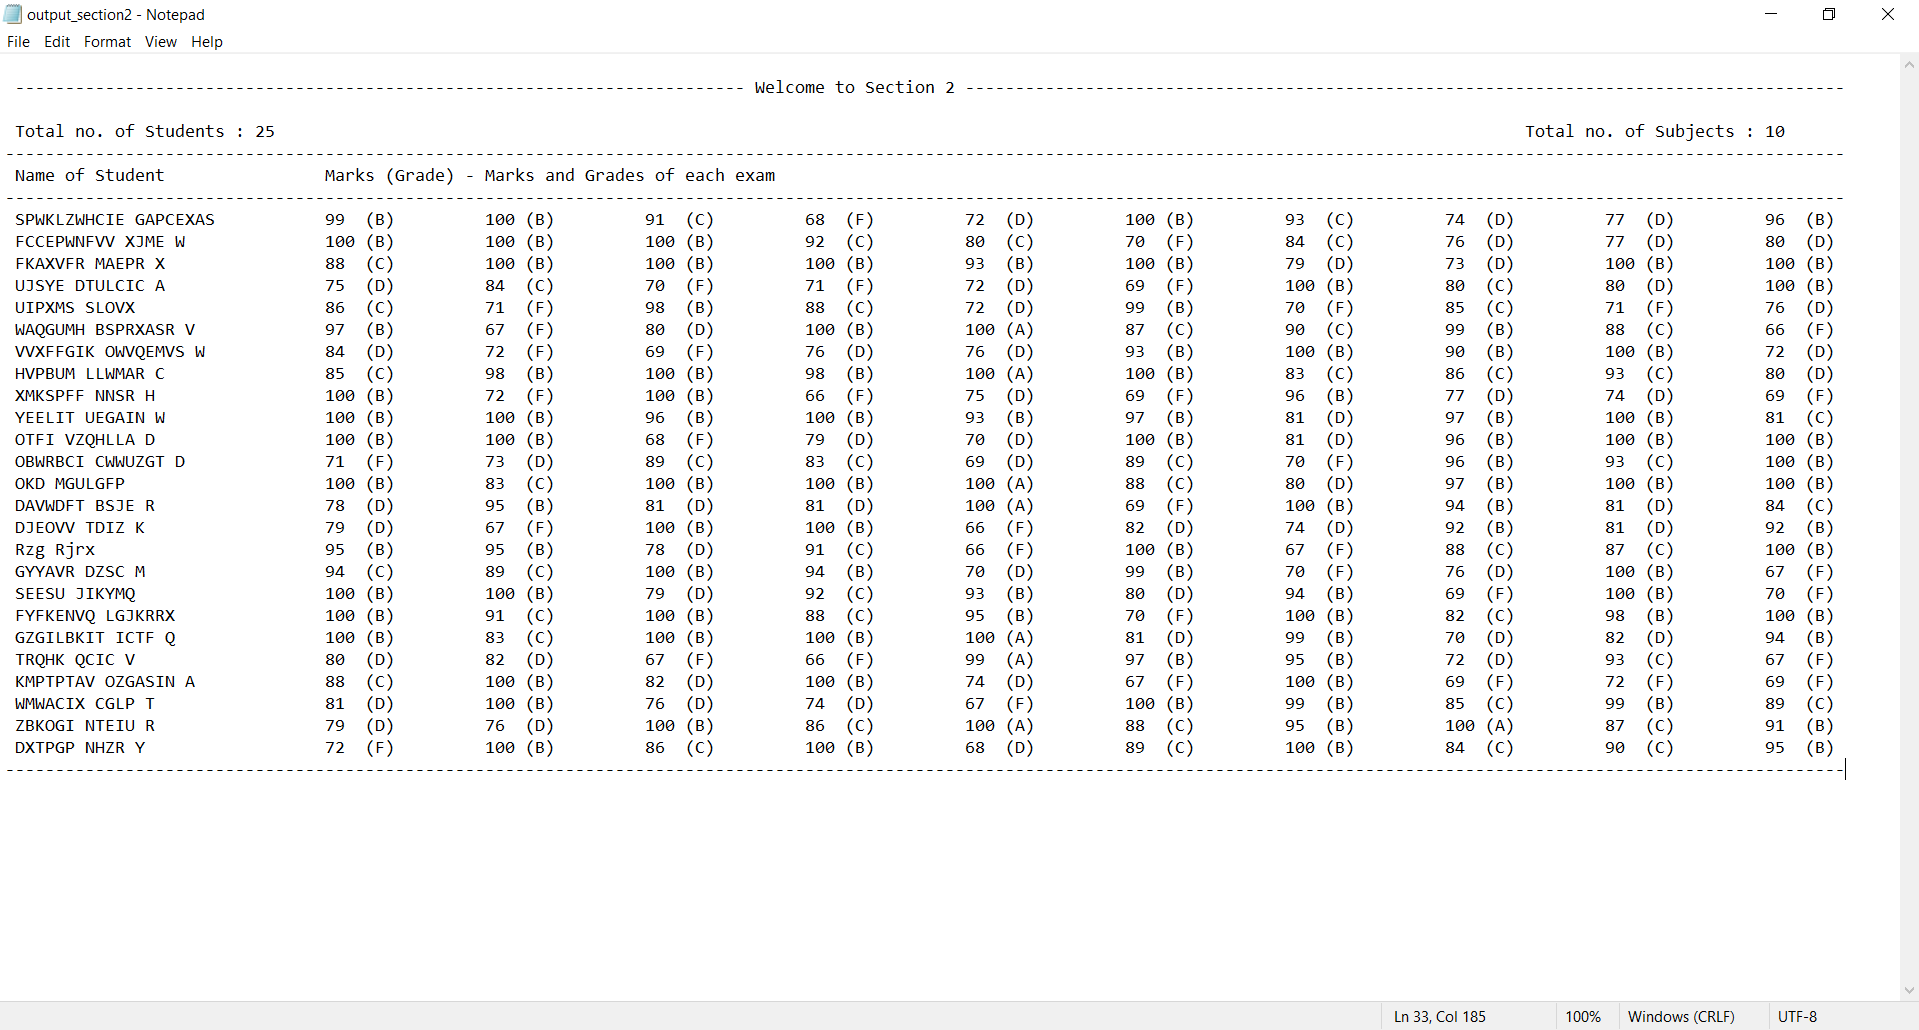 output_section2 - Notepad
File Edit Format View Help
------------------------------------------------------------------------- Welcome to Section 2 ----------------------------------------------------------------------------------------
Total no. of Students : 25 Total no. of Subjects : 10
----------------------------------------------------------------------------------------------------------------------------------------------------------------------------------------
Name of Student Marks (Grade) - Marks and Grades of each exam
----------------------------------------------------------------------------------------------------------------------------------------------------------------------------------------
SPWKLZWHCIE GAPCEXAS 99 (B) 100 (B) 91 (C) 68 (F) 72 (D) 100 (B) 93 (C) 74 (D) 77 (D) 96 (B)
FCCEPWNFVV XJME W 100 (B) 100 (B) 100 (B) 92 (C) 80 (C) 70 (F) 84 (C) 76 (D) 77 (D) 80 (D)
FKAXVFR MAEPR X 88 (C) 100 (B) 100 (B) 100 (B) 93 (B) 100 (B) 79 (D) 73 (D) 100 (B) 100 (B)
UJSYE DTULCIC A 75 (D) 84 (C) 70 (F) 71 (F) 72 (D) 69 (F) 100 (B) 80 (C) 80 (D) 100 (B)
UIPXMS SLOVX 86 (C) 71 (F) 98 (B) 88 (C) 72 (D) 99 (B) 70 (F) 85 (C) 71 (F) 76 (D)
WAQGUMH BSPRXASR V 97 (B) 67 (F) 80 (D) 100 (B) 100 (A) 87 (C) 90 (C) 99 (B) 88 (C) 66 (F)
VVXFFGIK OWVQEMVS W 84 (D) 72 (F) 69 (F) 76 (D) 76 (D) 93 (B) 100 (B) 90 (B) 100 (B) 72 (D)
HVPBUM LLWMAR C 85 (C) 98 (B) 100 (B) 98 (B) 100 (A) 100 (B) 83 (C) 86 (C) 93 (C) 80 (D)
XMKSPFF NNSR H 100 (B) 72 (F) 100 (B) 66 (F) 75 (D) 69 (F) 96 (B) 77 (D) 74 (D) 69 (F)
YEELIT UEGAIN W 100 (B) 100 (B) 96 (B) 100 (B) 93 (B) 97 (B) 81 (D) 97 (B) 100 (B) 81 (C)
OTFI VZQHLLA D 100 (B) 100 (B) 68 (F) 79 (D) 70 (D) 100 (B) 81 (D) 96 (B) 100 (B) 100 (B)
OBWRBCI CWWUZGT D 71 (F) 73 (D) 89 (C) 83 (C) 69 (D) 89 (C) 70 (F) 96 (B) 93 (C) 100 (B)
OKD MGULGFP 100 (B) 83 (C) 100 (B) 100 (B) 100 (A) 88 (C) 80 (D) 97 (B) 100 (B) 100 (B)
DAVWDFT BSJE R 78 (D) 95 (B) 81 (D) 81 (D) 100 (A) 69 (F) 100 (B) 94 (B) 81 (D) 84 (C)
DJEOVV TDIZ K 79 (D) 67 (F) 100 (B) 100 (B) 66 (F) 82 (D) 74 (D) 92 (B) 81 (D) 92 (B)
Rzg Rjrx 95 (B) 95 (B) 78 (D) 91 (C) 66 (F) 100 (B) 67 (F) 88 (C) 87 (C) 100 (B)
GYYAVR DZSC M 94 (C) 89 (C) 100 (B) 94 (B) 70 (D) 99 (B) 70 (F) 76 (D) 100 (B) 67 (F)
SEESU JIKYMQ 100 (B) 100 (B) 79 (D) 92 (C) 93 (B) 80 (D) 94 (B) 69 (F) 100 (B) 70 (F)
FYFKENVQ LGJKRRX 100 (B) 91 (C) 100 (B) 88 (C) 95 (B) 70 (F) 100 (B) 82 (C) 98 (B) 100 (B)
GZGILBKIT ICTF Q 100 (B) 83 (C) 100 (B) 100 (B) 100 (A) 81 (D) 99 (B) 70 (D) 82 (D) 94 (B)
TRQHK QCIC V 80 (D) 82 (D) 67 (F) 66 (F) 99 (A) 97 (B) 95 (B) 72 (D) 93 (C) 67 (F)
KMPTPTAV OZGASIN A 88 (C) 100 (B) 82 (D) 100 (B) 74 (D) 67 (F) 100 (B) 69 (F) 72 (F) 69 (F)
WMWACIX CGLP T 81 (D) 100 (B) 76 (D) 74 (D) 67 (F) 100 (B) 99 (B) 85 (C) 99 (B) 89 (C)
ZBKOGI NTEIU R 79 (D) 76 (D) 100 (B) 86 (C) 100 (A) 88 (C) 95 (B) 100 (A) 87 (C) 91 (B)
DXTPGP NHZR Y 72 (F) 100 (B) 86 (C) 100 (B) 68 (D) 89 (C) 100 (B) 84 (C) 90 (C) 95 (B)
----------------------------------------------------------------------------------------------------------------------------------------------------------------------------------------
Ln 33, Col 185 100% Windows (CRLF) UTF-8